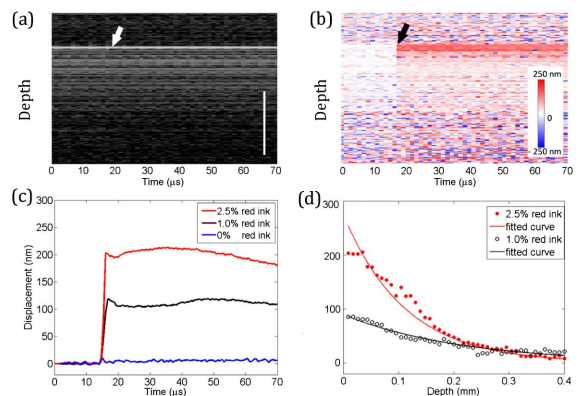 (a)
Depth
0 10 20 30 40 50 60 70
Time (μs)
(b)
Depth
250 nm
0
- 250 nm
0 10 20 30 40 50 60 70
Time (μs)
(c)
300
200
100
0
Displacement (nm)
2.5% red ink
1.0% red ink
0% red ink
0 10 20 30 40 50 60 70
Time (μs)
(d)
300
200
100
0
2.5% red ink
fitted curve
1.0% red ink
fitted curve
0 0.1 0.2 0.3 0.4
Depth (mm)